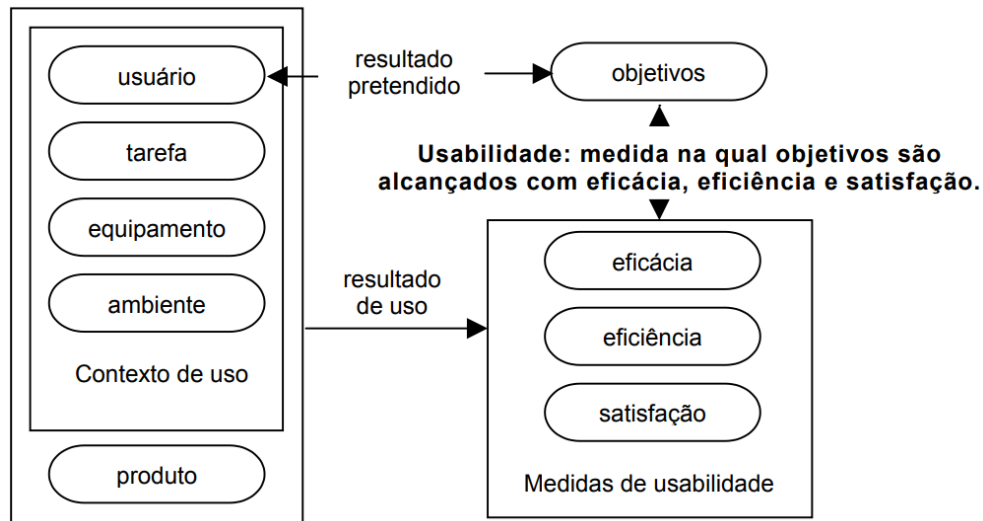 usuário
tarefa
equipamento
ambiente
Contexto de uso
produto
resultado
pretendido
objetivos
Usabilidade: medida na qual objetivos são
alcançados com eficácia, eficiência e satisfação.
resultado
de uso
eficácia
eficiência
satisfação
Medidas de usabilidade